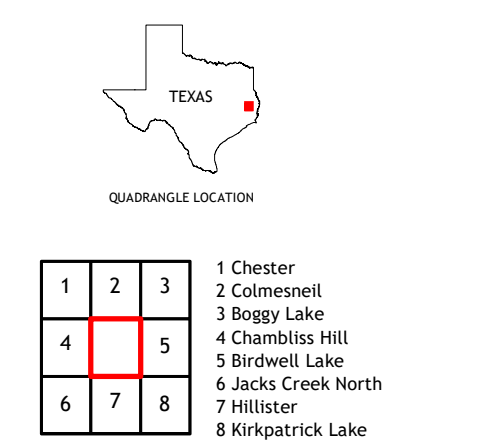 TEXAS
QUADRANGLE LOCATION
1 2 3
4 5
6 7 8
1 Chester
2 Colmesneil
3 Boggy Lake
4 Chambliss Hill
5 Birdwell Lake
6 Jacks Creek North
7 Hillister
8 Kirkpatrick Lake